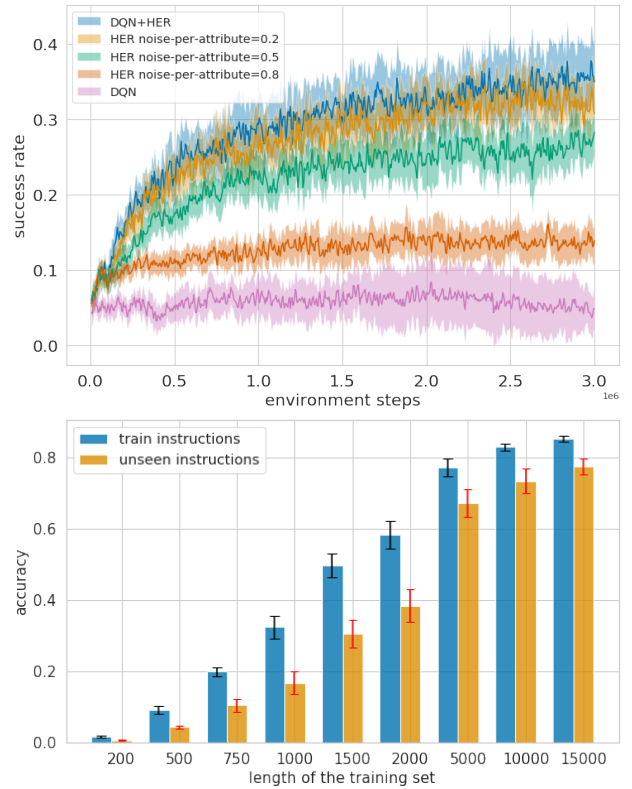 DQN+HER
HER noise-per-attribute=0.2
HER noise-per-attribute=0.5
HER noise-per-attribute=0.8
DQN
success rate
0.4
0.3
0.2
0.1
0.0
0.0 0.5 1.0 1.5 2.0 2.5 3.0
1e6
environment steps
train instructions
unseen instructions
accuracy
0.8
0.6
0.4
0.2
0.0
200 500 750 1000 1500 2000 5000 10000 15000
length of the training set